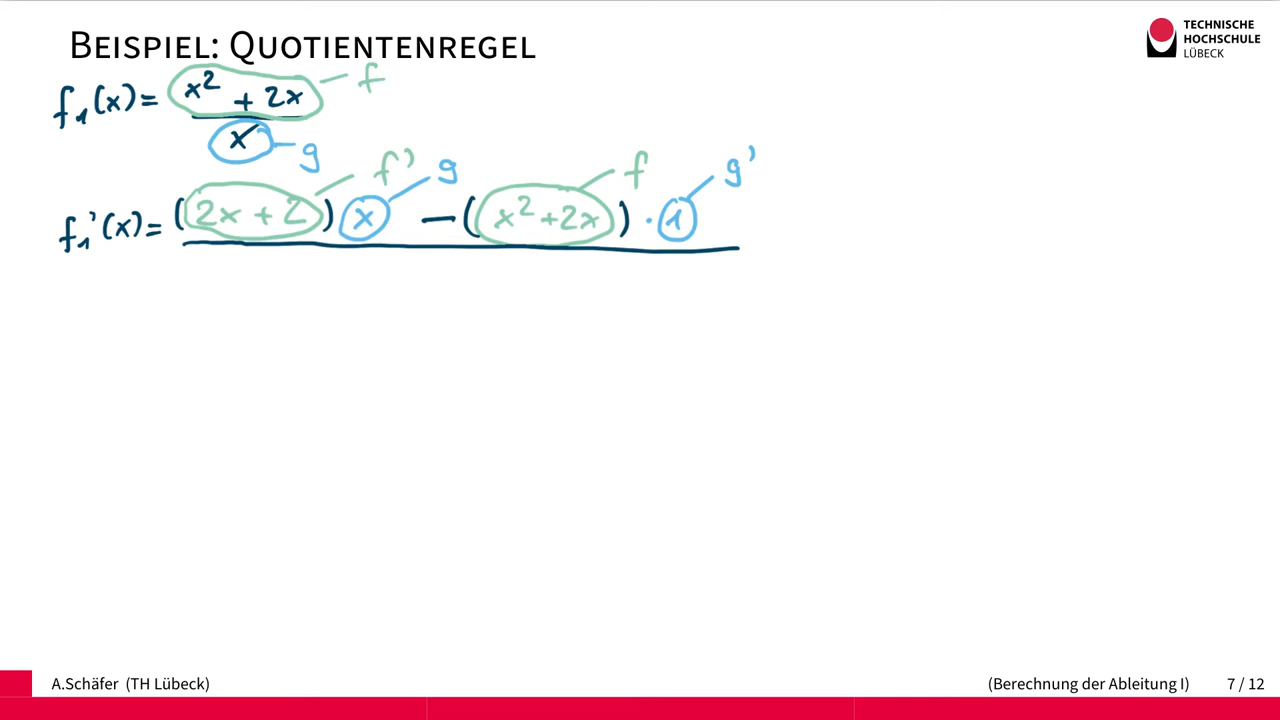 BEISPIEL: QUOTIENTENREGEL
TECHNISCHE
HOCHSCHULE
LÜBECK
f₁(x) = (x² + 2x) / x
f
g
f' g f g'
f₁'(x) = (2x + 2) x − (x² + 2x) · 1
A.Schäfer (TH Lübeck) (Berechnung der Ableitung I) 7 / 12